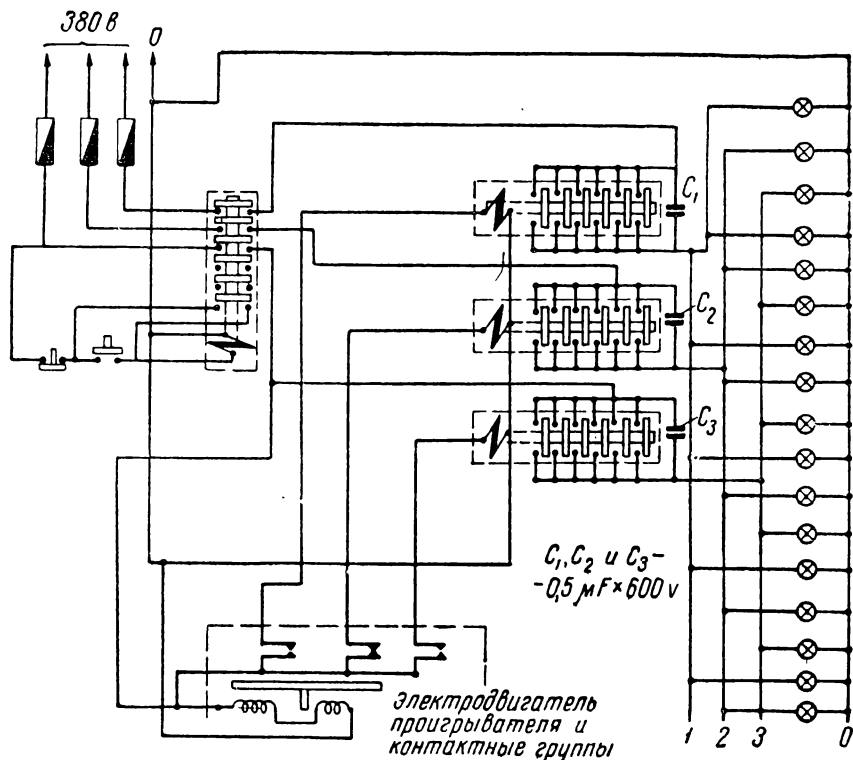 380 в
0
C₁
C₂
C₃
C₁, C₂ и C₃ –
-0,5 μF × 600 v
Электродвигатель
проигрывателя и
контактные группы
1 2 3 0